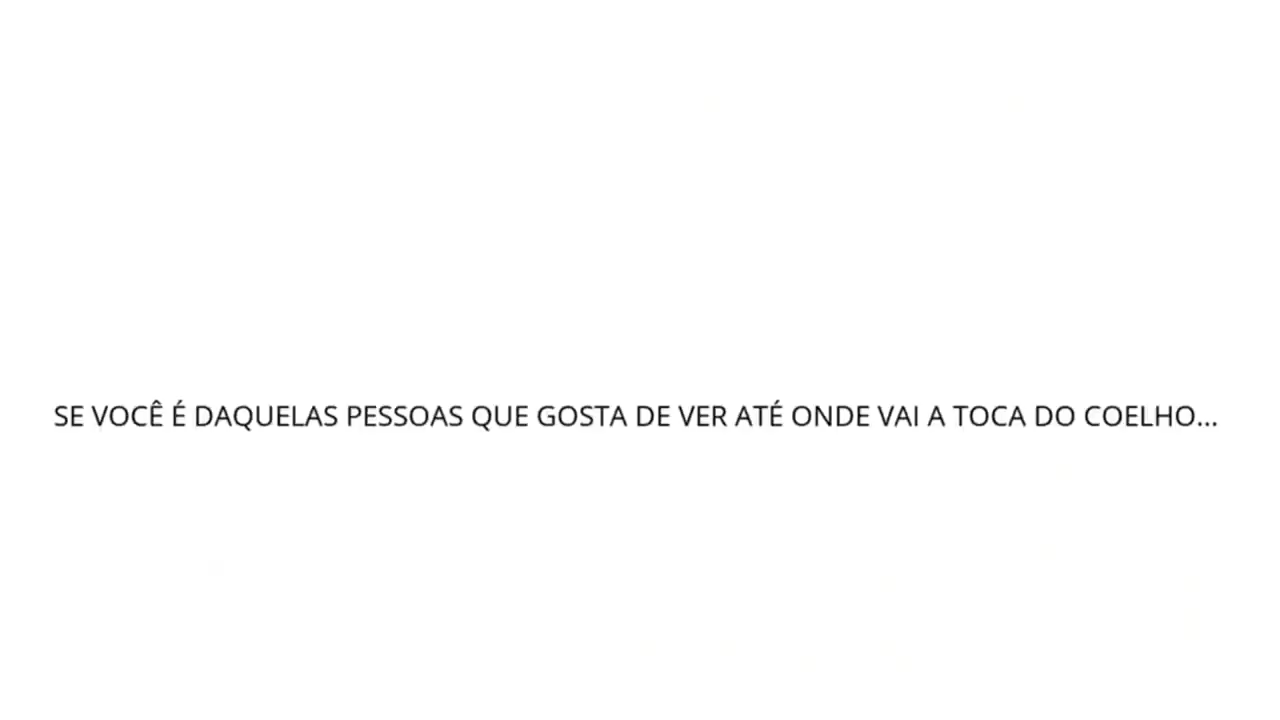 SE VOCÊ É DAQUELAS PESSOAS QUE GOSTA DE VER ATÉ ONDE VAI A TOCA DO COELHO...